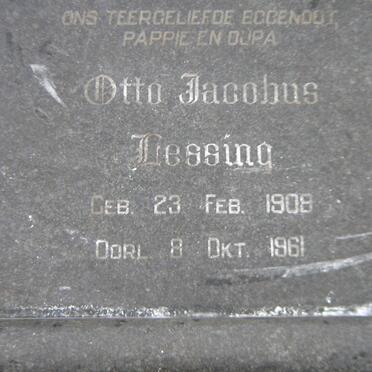 ONS TEERGELIEFDE EGGENOOT,
PAPPIE EN OUPA
Otto Jacobus
Lessing
GEB. 23 FEB. 1908
OORL. 8 OKT. 1961